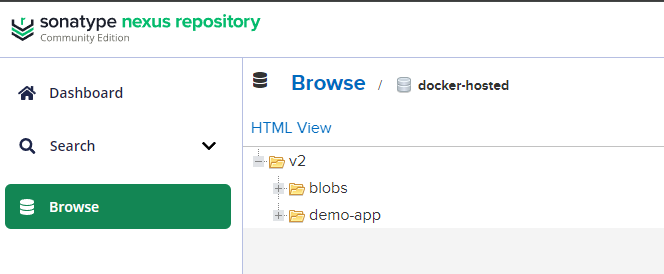 sonatype nexus repository
Community Edition
Dashboard
Search
Browse
Browse / docker-hosted
HTML View
v2
blobs
demo-app